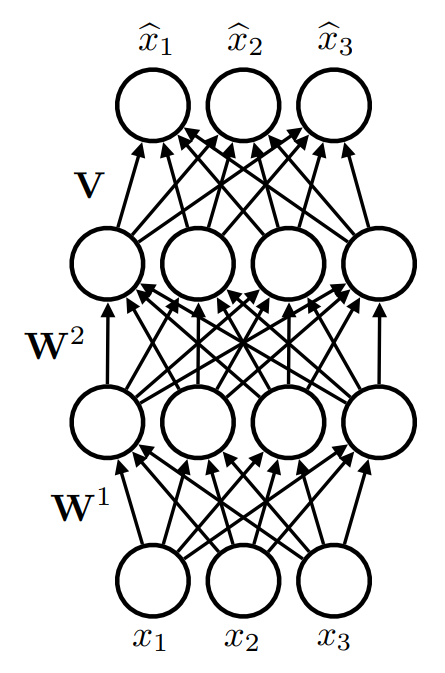 x̂₁ x̂₂ x̂₃
V
W²
W¹
x₁ x₂ x₃